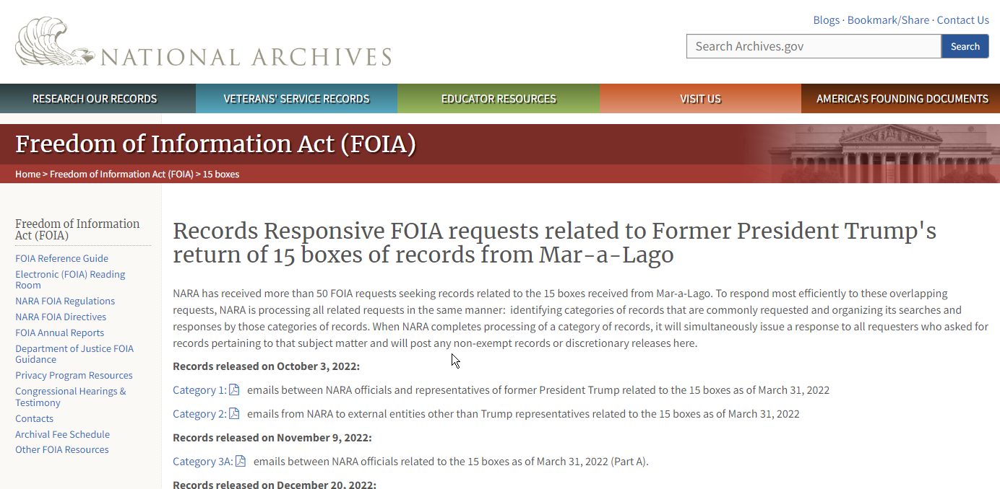 Blogs · Bookmark/Share · Contact Us
NATIONAL ARCHIVES
Search Archives.gov
Search
RESEARCH OUR RECORDS
VETERANS' SERVICE RECORDS
EDUCATOR RESOURCES
VISIT US
AMERICA'S FOUNDING DOCUMENTS
Freedom of Information Act (FOIA)
Home > Freedom of Information Act (FOIA) > 15 boxes
Freedom of Information
Act (FOIA)
FOIA Reference Guide
Electronic (FOIA) Reading
Room
NARA FOIA Regulations
NARA FOIA Directives
FOIA Annual Reports
Department of Justice FOIA
Guidance
Privacy Program Resources
Congressional Hearings &
Testimony
Contacts
Archival Fee Schedule
Other FOIA Resources
Records Responsive FOIA requests related to Former President Trump's
return of 15 boxes of records from Mar-a-Lago
NARA has received more than 50 FOIA requests seeking records related to the 15 boxes received from Mar-a-Lago. To respond most efficiently to these overlapping
requests, NARA is processing all related requests in the same manner:  identifying categories of records that are commonly requested and organizing its searches and
responses by those categories of records. When NARA completes processing of a category of records, it will simultaneously issue a response to all requesters who asked for
records pertaining to that subject matter and will post any non-exempt records or discretionary releases here.
Records released on October 3, 2022:
Category 1: emails between NARA officials and representatives of former President Trump related to the 15 boxes as of March 31, 2022
Category 2: emails from NARA to external entities other than Trump representatives related to the 15 boxes as of March 31, 2022
Records released on November 9, 2022:
Category 3A: emails between NARA officials related to the 15 boxes as of March 31, 2022 (Part A).
Records released on December 20, 2022: